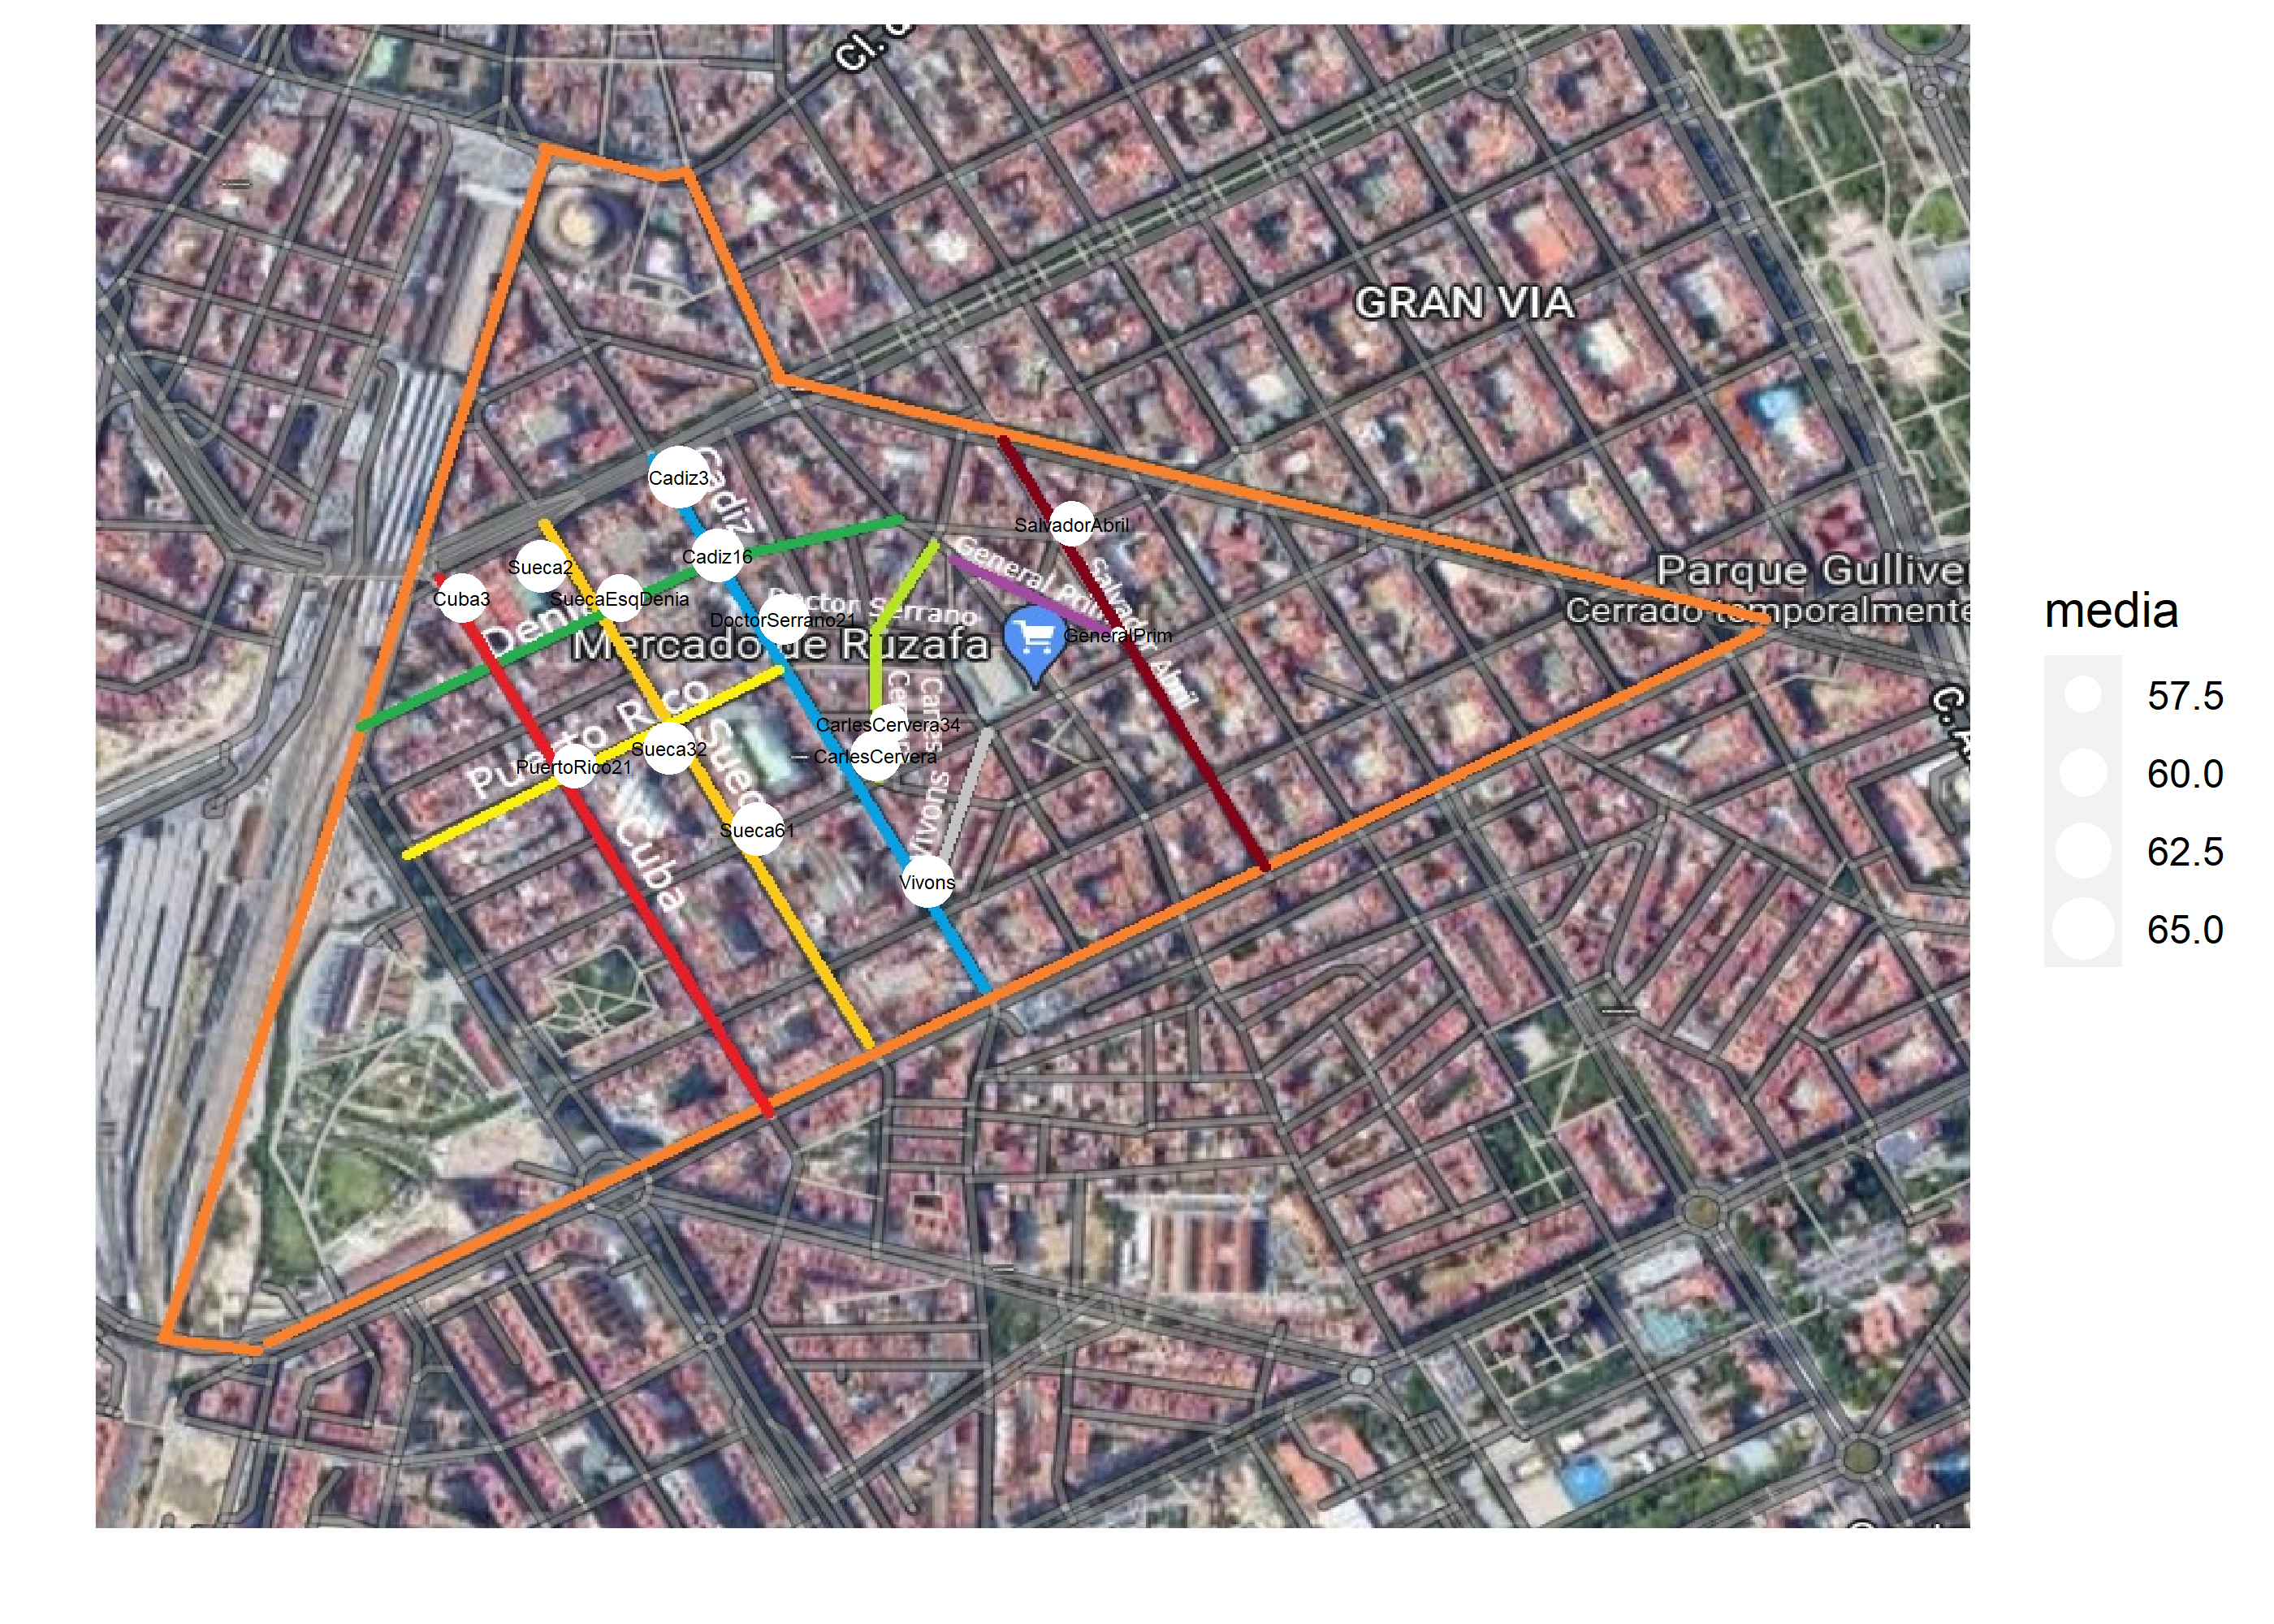 GRAN VIA
Cadiz3
Cadiz
SalvadorAbril
Cadiz16
General Prim
Sueca2
Parque Gulliver
Cerrado temporalmente
Cuba3
SuecaEsqDenia
Salvador Abril
Doctor Serrano
DoctorSerrano21
Denia
Mercado de Ruzafa
GeneralPrim
Puerto Rico
Sueca
Carles
CarlesCervera34
Sueca32
CarlesCervera
PuertoRico21
Vivons
Sueca61
Cuba
Vivons
media
57.5
60.0
62.5
65.0